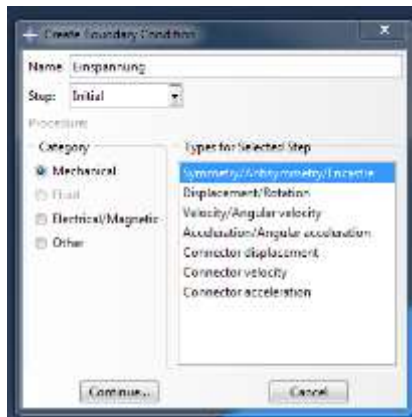 Create Boundary Condition
Name: Einspannung
Step: Initial
Procedure:
Category
Mechanical
Fluid
Electrical/Magnetic
Other
Types for Selected Step
Symmetry/Antisymmetry/Encastre
Displacement/Rotation
Velocity/Angular velocity
Acceleration/Angular acceleration
Connector displacement
Connector velocity
Connector acceleration
Continue...
Cancel